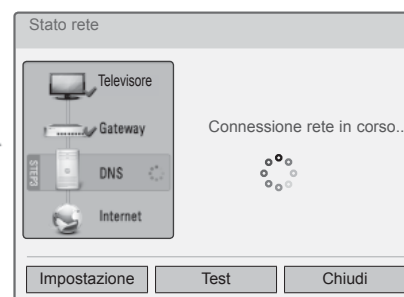 Stato rete
Televisore
Gateway
Connessione rete in corso...
STEP3
DNS
Internet
Impostazione
Test
Chiudi